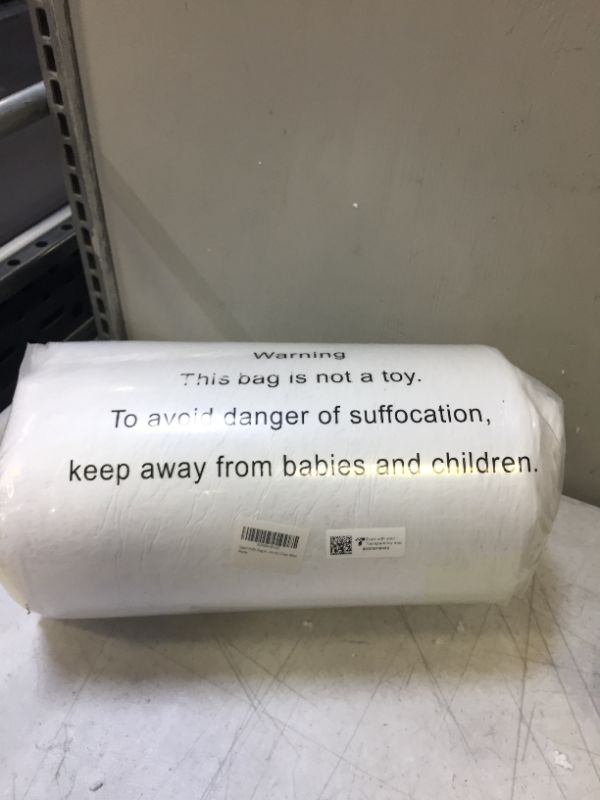 Warning
This bag is not a toy.
To avoid danger of suffocation,
keep away from babies and children.